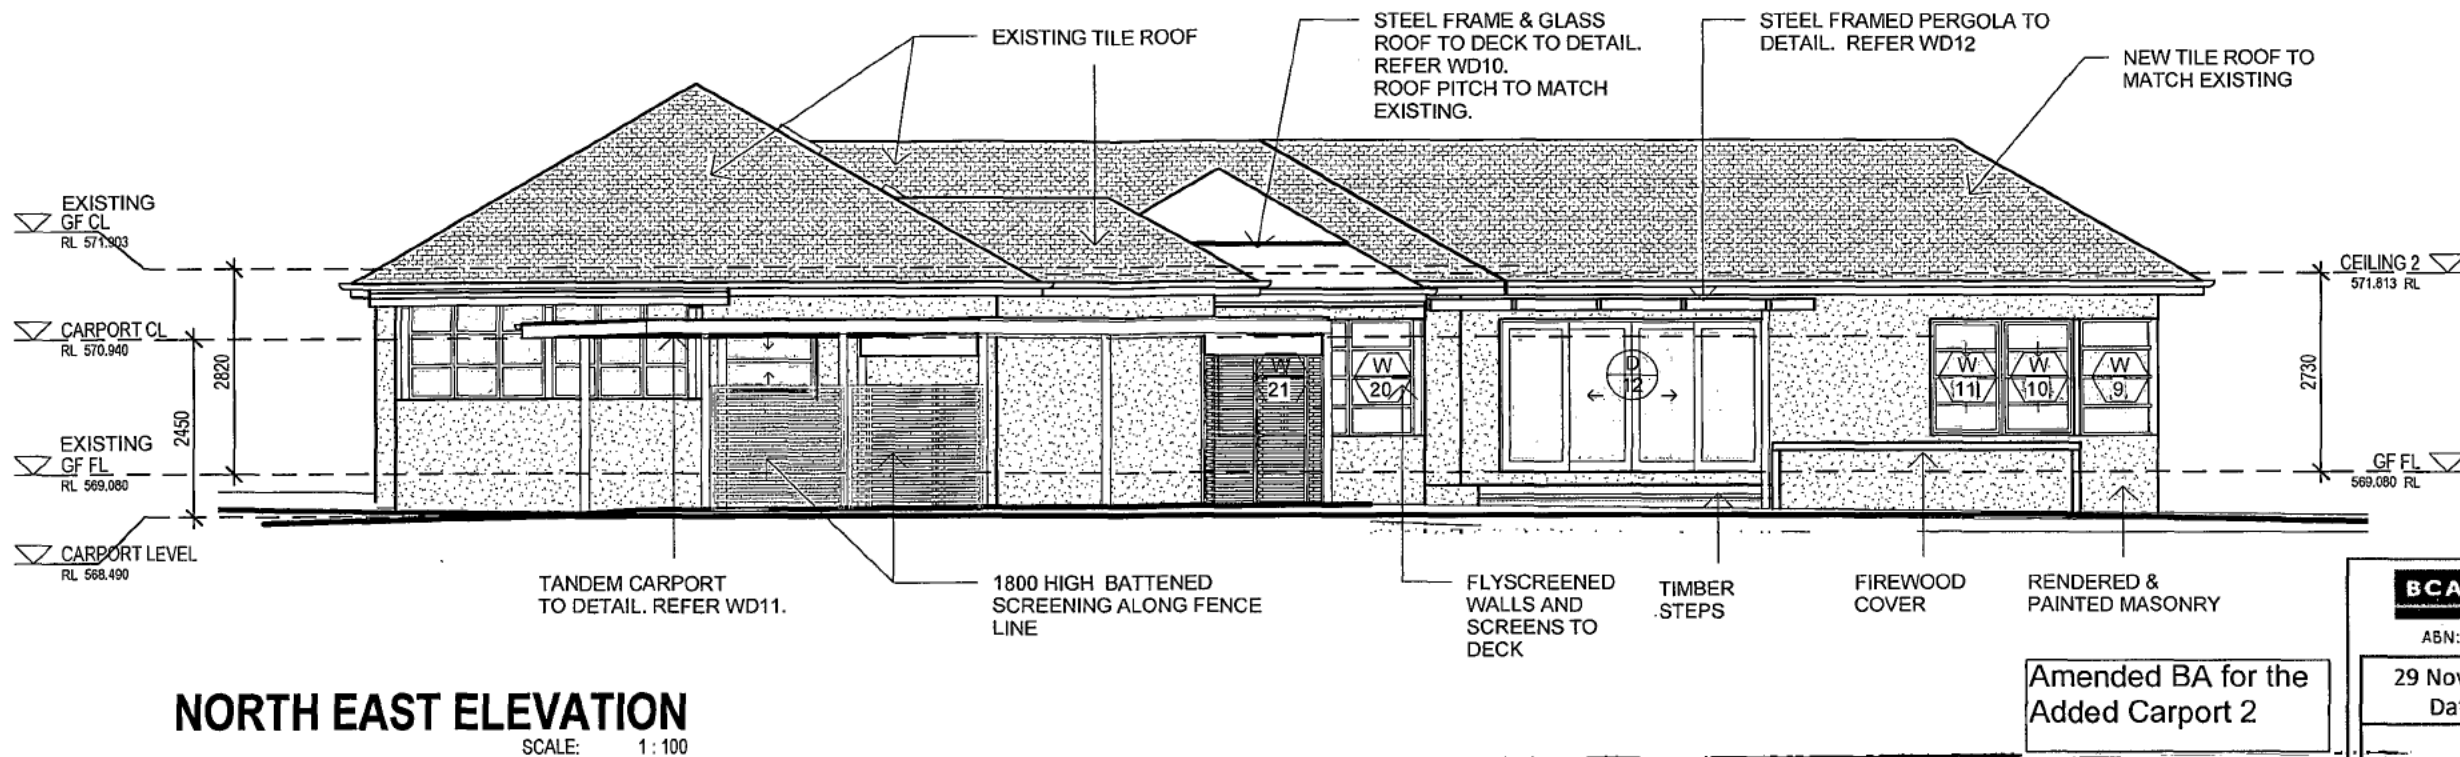 EXISTING TILE ROOF
STEEL FRAME & GLASS
ROOF TO DECK TO DETAIL.
REFER WD10.
ROOF PITCH TO MATCH
EXISTING.
STEEL FRAMED PERGOLA TO
DETAIL. REFER WD12
NEW TILE ROOF TO
MATCH EXISTING
EXISTING
GF CL
RL 571.903
CARPORT CL
RL 570.940
2820
2450
EXISTING
GF FL
RL 569.080
CARPORT LEVEL
RL 568.490
W
21
W
20
D
12
W
11
W
10
W
9
CEILING 2
571.813 RL
2730
GF FL
569.080 RL
TANDEM CARPORT
TO DETAIL. REFER WD11.
1800 HIGH BATTENED
SCREENING ALONG FENCE
LINE
FLYSCREENED
WALLS AND
SCREENS TO
DECK
TIMBER
STEPS
FIREWOOD
COVER
RENDERED &
PAINTED MASONRY
NORTH EAST ELEVATION
SCALE: 1 : 100
Amended BA for the
Added Carport 2
BCA
ABN:
29 Nov
Da